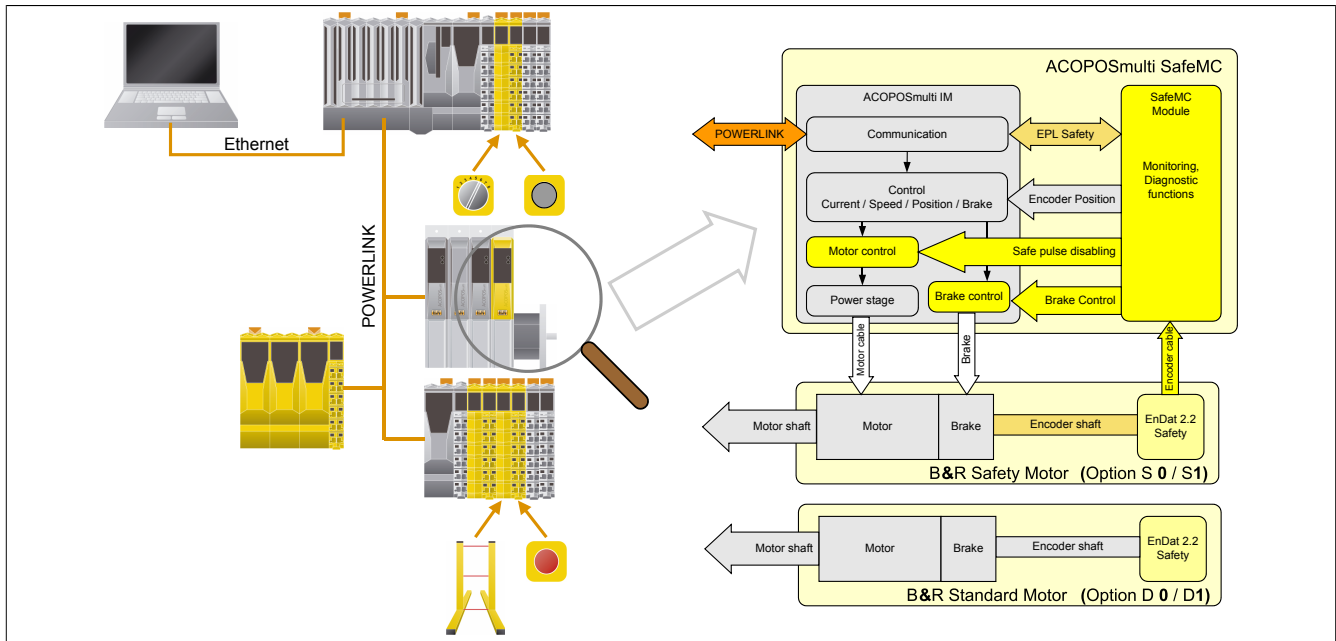 Ethernet
POWERLINK
ACOPOSmulti SafeMC
ACOPOSmulti IM
SafeMC
Module
POWERLINK
Communication
EPL Safety
Monitoring,
Diagnostic
functions
Control
Current / Speed / Position / Brake
Encoder Position
Motor control
Safe pulse disabling
Power stage
Brake control
Brake Control
Motor cable
Brake
Encoder cable
Motor shaft
Motor
Brake
Encoder shaft
EnDat 2.2
Safety
B&R Safety Motor (Option S 0 / S1)
Motor shaft
Motor
Brake
Encoder shaft
EnDat 2.2
Safety
B&R Standard Motor (Option D 0 / D1)